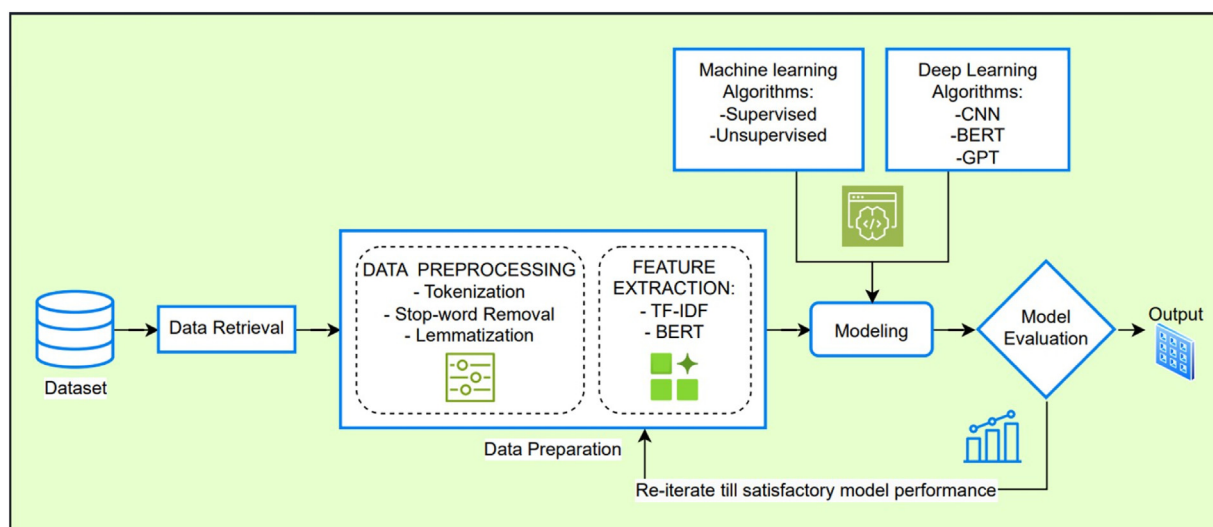 Machine learning
Algorithms:
-Supervised
-Unsupervised
Deep Learning
Algorithms:
-CNN
-BERT
-GPT
Dataset
Data Retrieval
DATA PREPROCESSING
- Tokenization
- Stop-word Removal
- Lemmatization
FEATURE
EXTRACTION:
- TF-IDF
- BERT
Data Preparation
Modeling
Model
Evaluation
Output
Re-iterate till satisfactory model performance